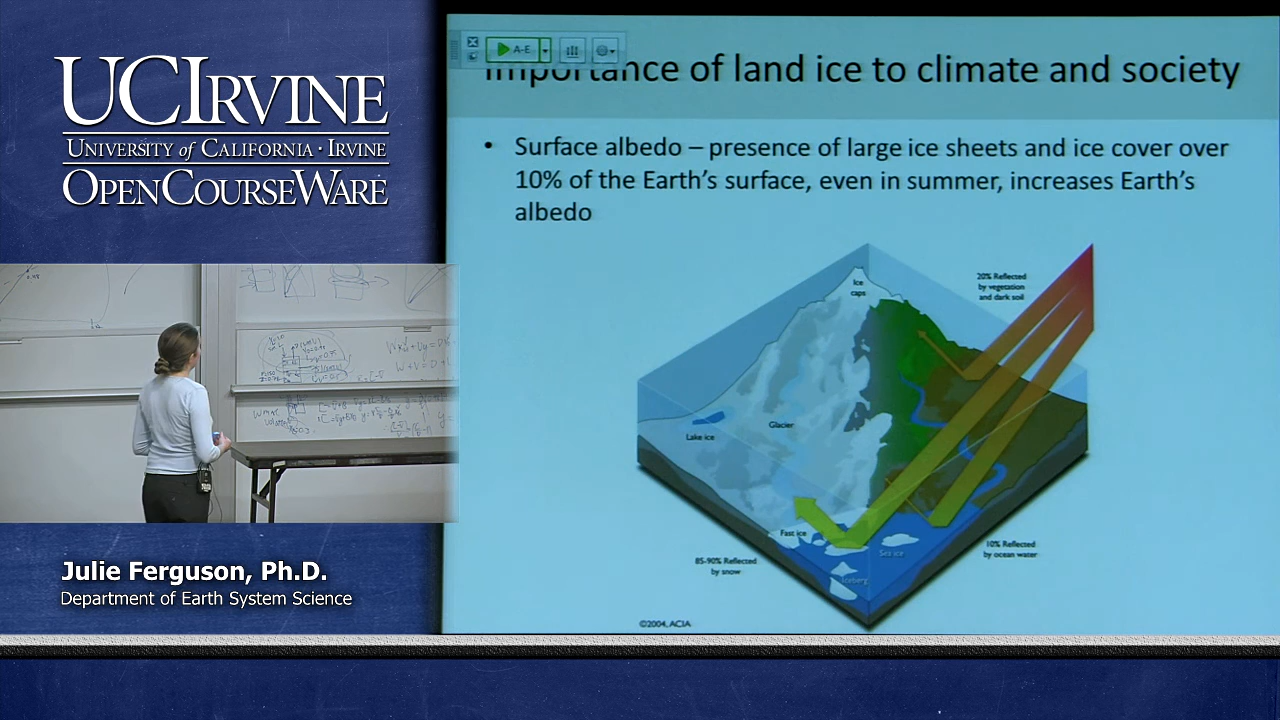 UCIRVINE
UNIVERSITY of CALIFORNIA · IRVINE
OPENCOURSEWARE
A-E
Importance of land ice to climate and society
• Surface albedo – presence of large ice sheets and ice cover over
10% of the Earth's surface, even in summer, increases Earth's
albedo
Ice
caps
20% Reflected
by vegetation
and dark soil
Lake ice
Glacier
Fast ice
Sea ice
Iceberg
85-90% Reflected
by snow
10% Reflected
by ocean water
©2004, ACIA
Julie Ferguson, Ph.D.
Department of Earth System Science